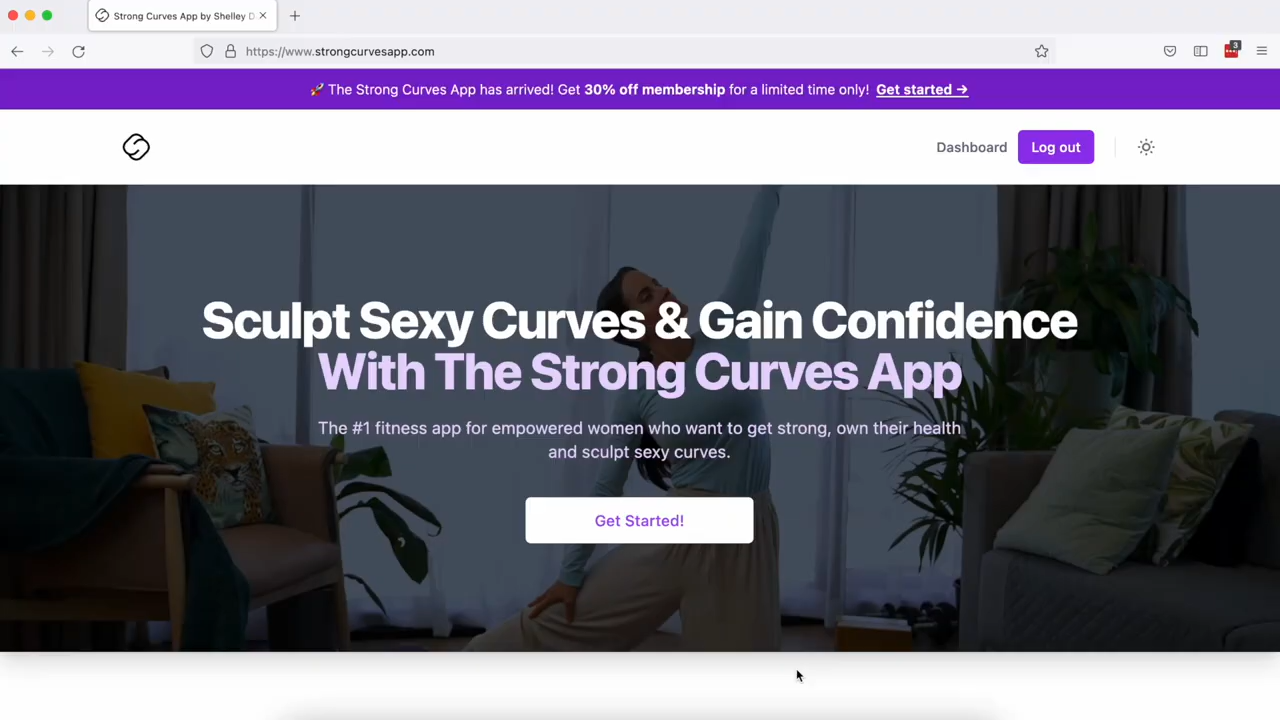 Strong Curves App by Shelley D
https://www.strongcurvesapp.com
3
🚀 The Strong Curves App has arrived! Get 30% off membership for a limited time only! Get started →
Dashboard
Log out
Sculpt Sexy Curves & Gain Confidence
With The Strong Curves App
The #1 fitness app for empowered women who want to get strong, own their health
and sculpt sexy curves.
Get Started!